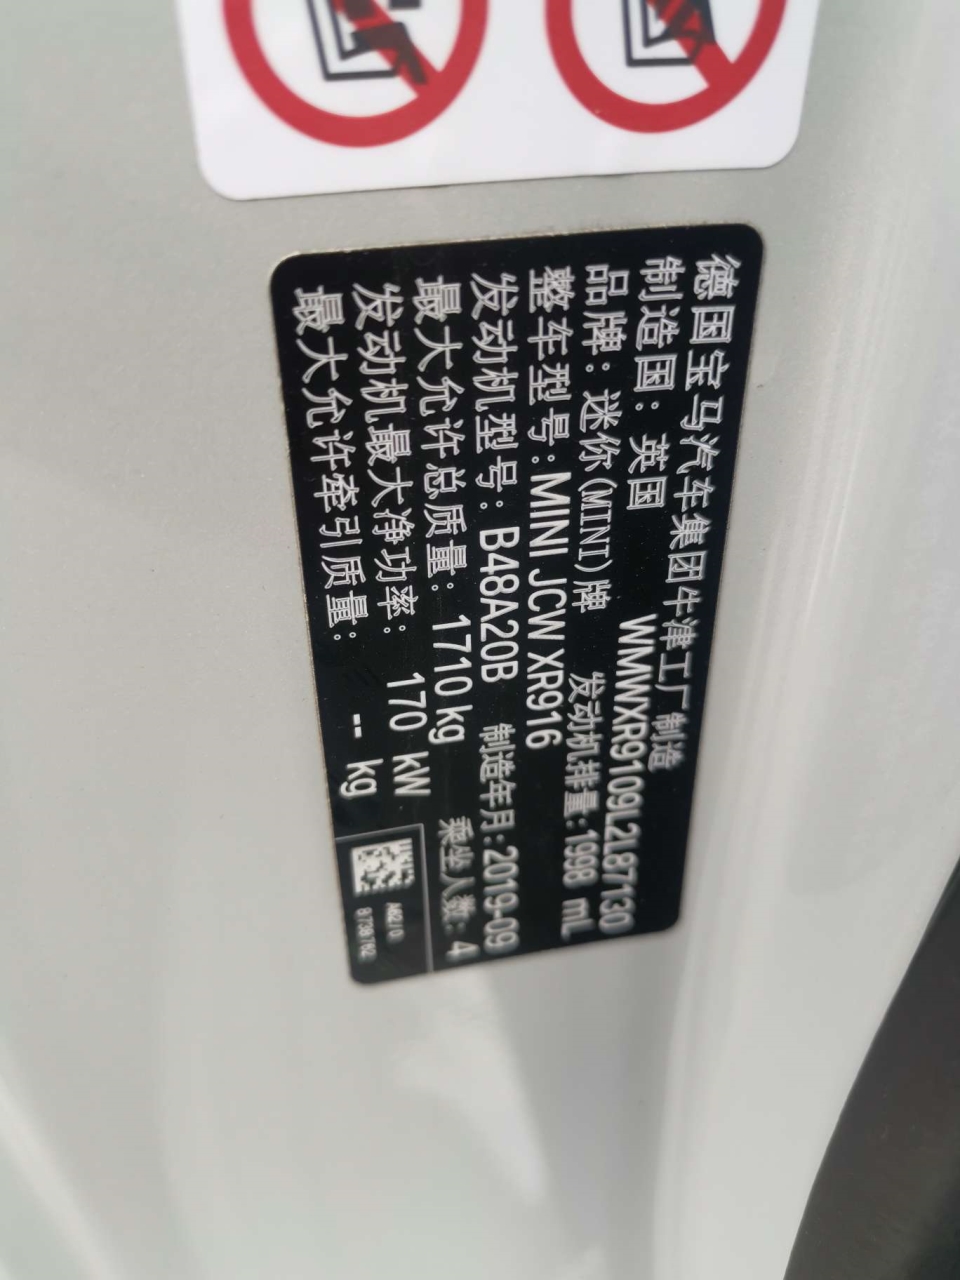 德国宝马汽车集团牛津工厂制造
制造国：英国 WMWXR9109L2L87130
品牌：迷你(MINI)牌 发动机排量:1998 mL
整车型号:MINI JCW XR916
发动机型号：B48A20B 制造年月:2019-09
最大允许总质量：1710kg 乘坐人数：4
发动机最大净功率：170 kW
最大允许牵引质量：-- kg